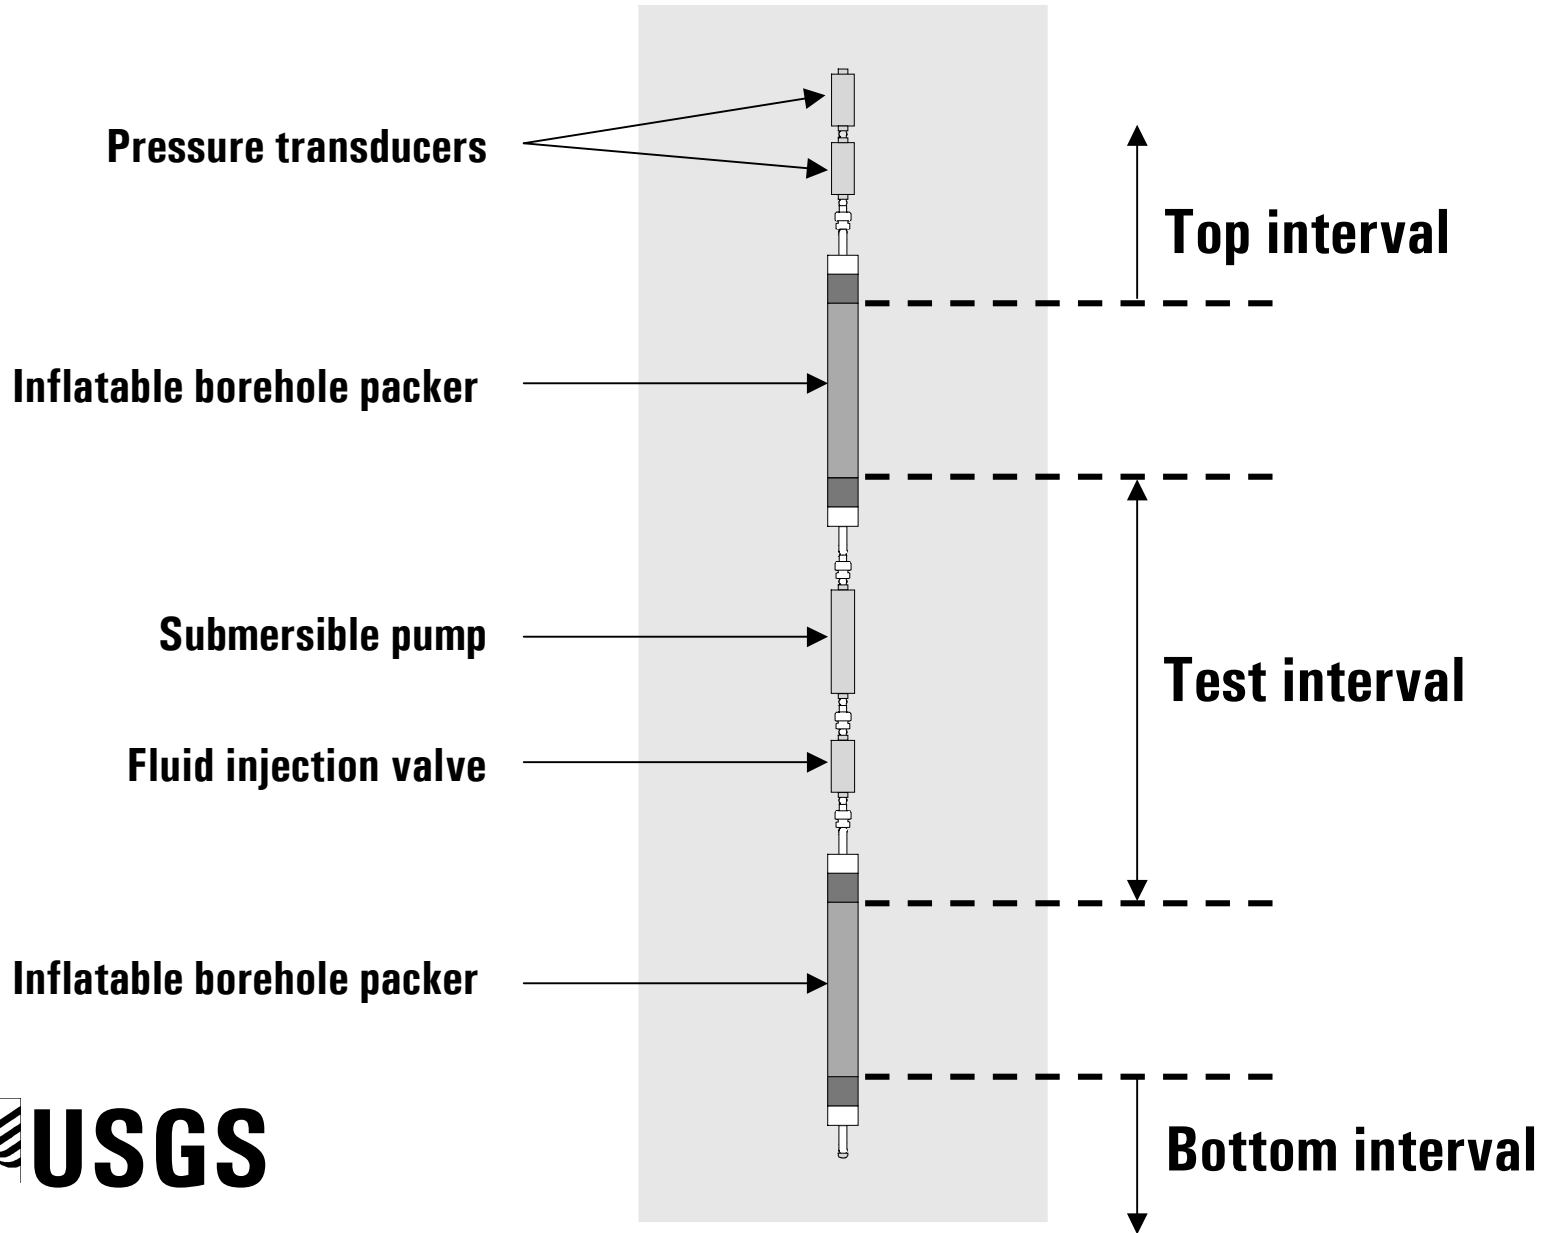 Pressure transducers
Top interval
Inflatable borehole packer
Submersible pump
Test interval
Fluid injection valve
Inflatable borehole packer
USGS
Bottom interval